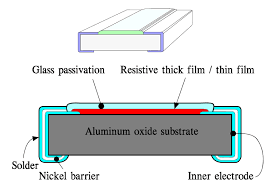 Glass passivation
Resistive thick film / thin film
Aluminum oxide substrate
Solder
Nickel barrier
Inner electrode